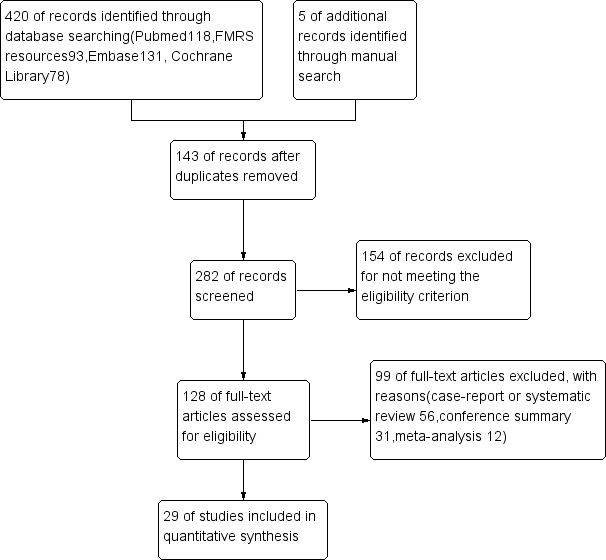 420 of records identified through
database searching(Pubmed118,FMRS
resources93,Embase131, Cochrane
Library78)
5 of additional
records identified
through manual
search
143 of records after
duplicates removed
282 of records
screened
154 of records excluded
for not meeting the
eligibility criterion
128 of full-text
articles assessed
for eligibility
99 of full-text articles excluded, with
reasons(case-report or systematic
review 56,conference summary
31,meta-analysis 12)
29 of studies included in
quantitative synthesis